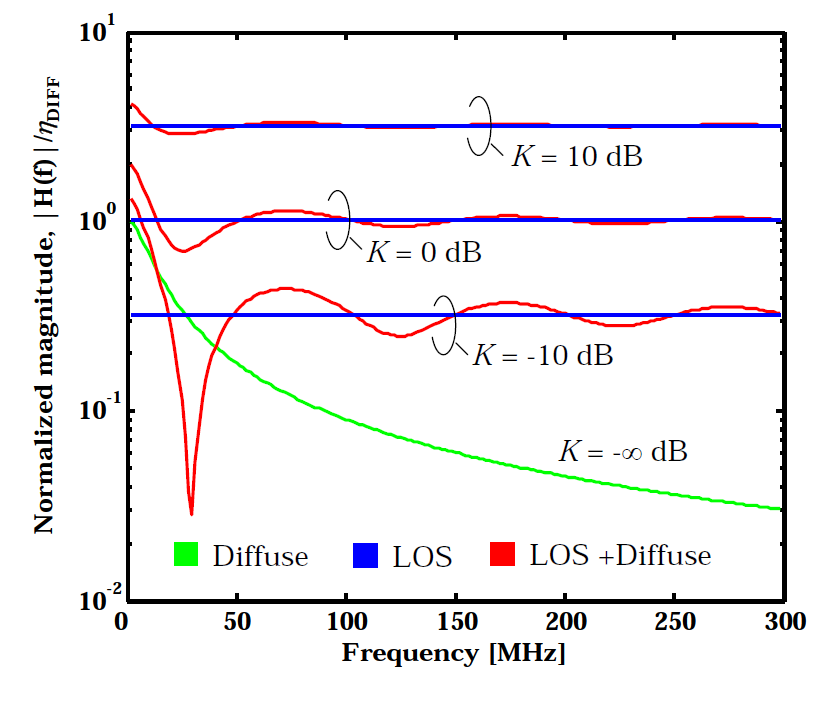 Normalized magnitude, |H(f)|/η_DIFF
10^1
10^0
10^-1
10^-2
K = 10 dB
K = 0 dB
K = -10 dB
K = -∞ dB
Diffuse LOS LOS +Diffuse
0 50 100 150 200 250 300
Frequency [MHz]